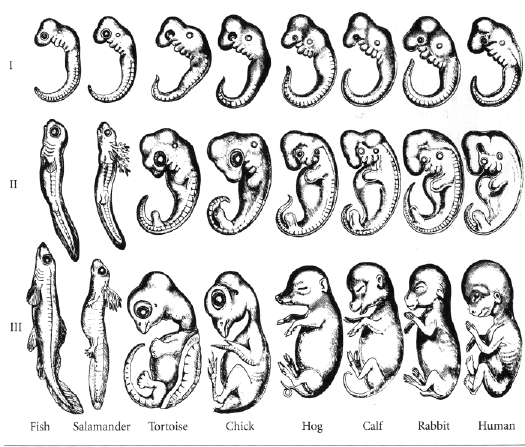 I
II
III
Fish Salamander Tortoise Chick Hog Calf Rabbit Human